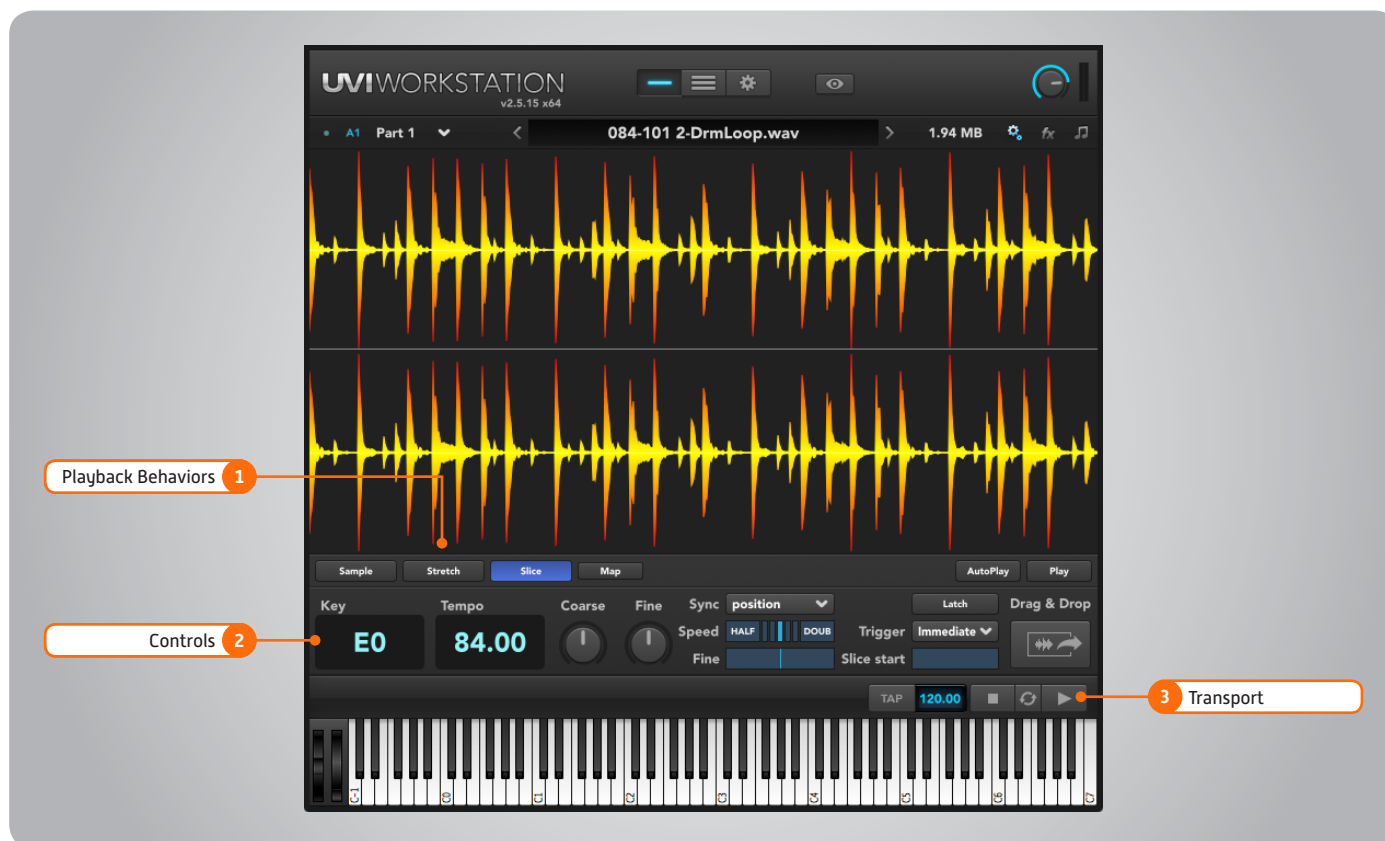 UVIWORKSTATION
v2.5.15 x64
A1 Part 1 < 084-101 2-DrmLoop.wav > 1.94 MB fx
Playback Behaviors 1
Sample Stretch Slice Map AutoPlay Play
Key Tempo Coarse Fine Sync position Latch Drag & Drop
Controls 2
E0 84.00 Speed HALF DOUB Trigger Immediate
Fine Slice start
TAP 120.00
3 Transport
C-1 C0 C1 C2 C3 C4 C5 C6 C7